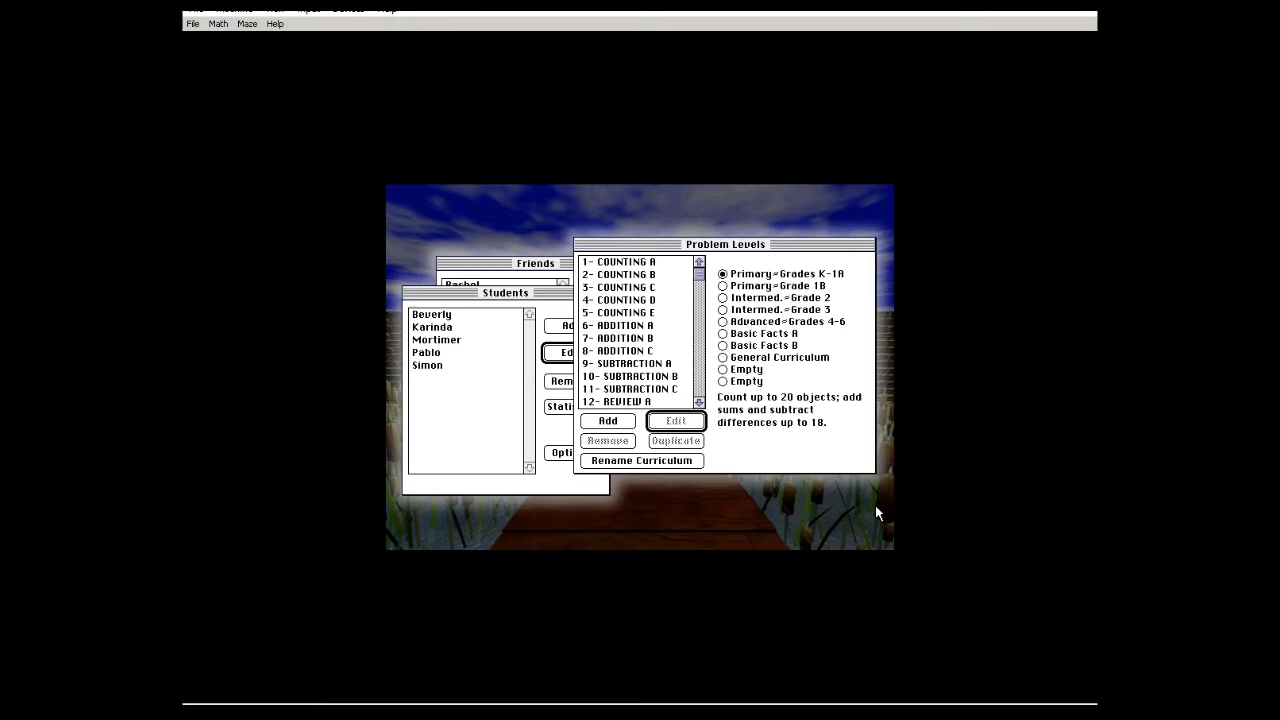 File Math Maze Help
Problem Levels
Friends
Students
Beverly
Karinda
Mortimer
Pablo
Simon
1- COUNTING A
2- COUNTING B
3- COUNTING C
4- COUNTING D
5- COUNTING E
6- ADDITION A
7- ADDITION B
8- ADDITION C
9- SUBTRACTION A
10- SUBTRACTION B
11- SUBTRACTION C
12- REVIEW A
Add
Edit
Remove
Duplicate
Rename Curriculum
Primary=Grades K-1A
Primary=Grade 1B
Intermed.=Grade 2
Intermed.=Grade 3
Advanced=Grades 4-6
Basic Facts A
Basic Facts B
General Curriculum
Empty
Empty
Count up to 20 objects; add
sums and subtract
differences up to 18.